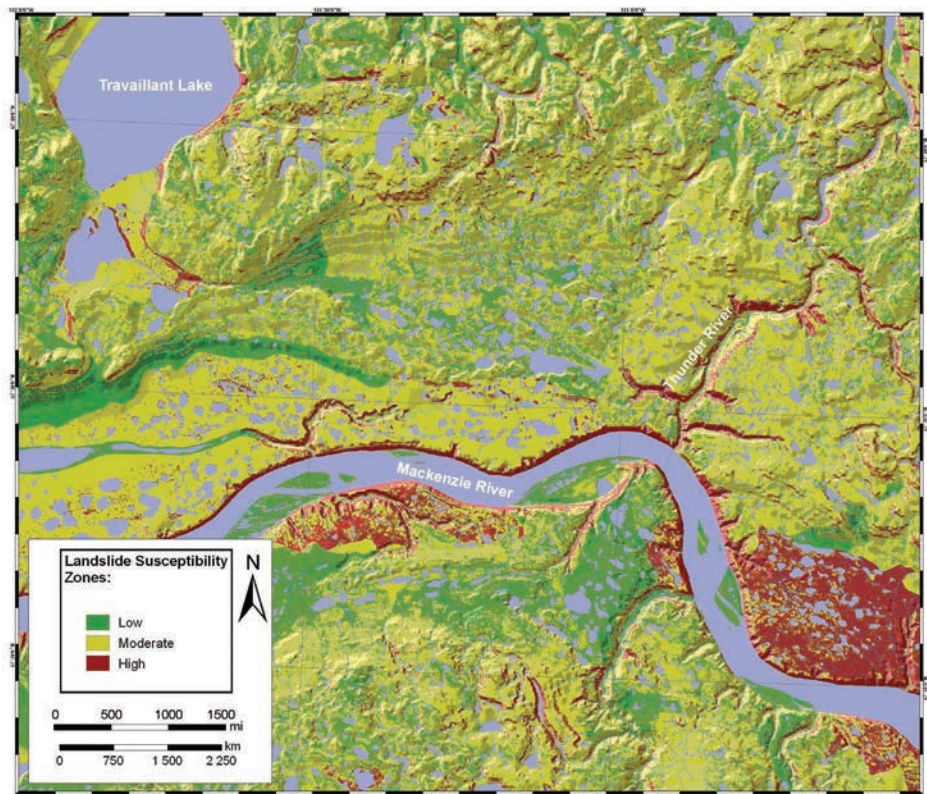 Travaillant Lake
Thunder River
Mackenzie River
Landslide Susceptibility
Zones:
N
Low
Moderate
High
0 500 1000 1500
mi
km
0 750 1 500 2 250